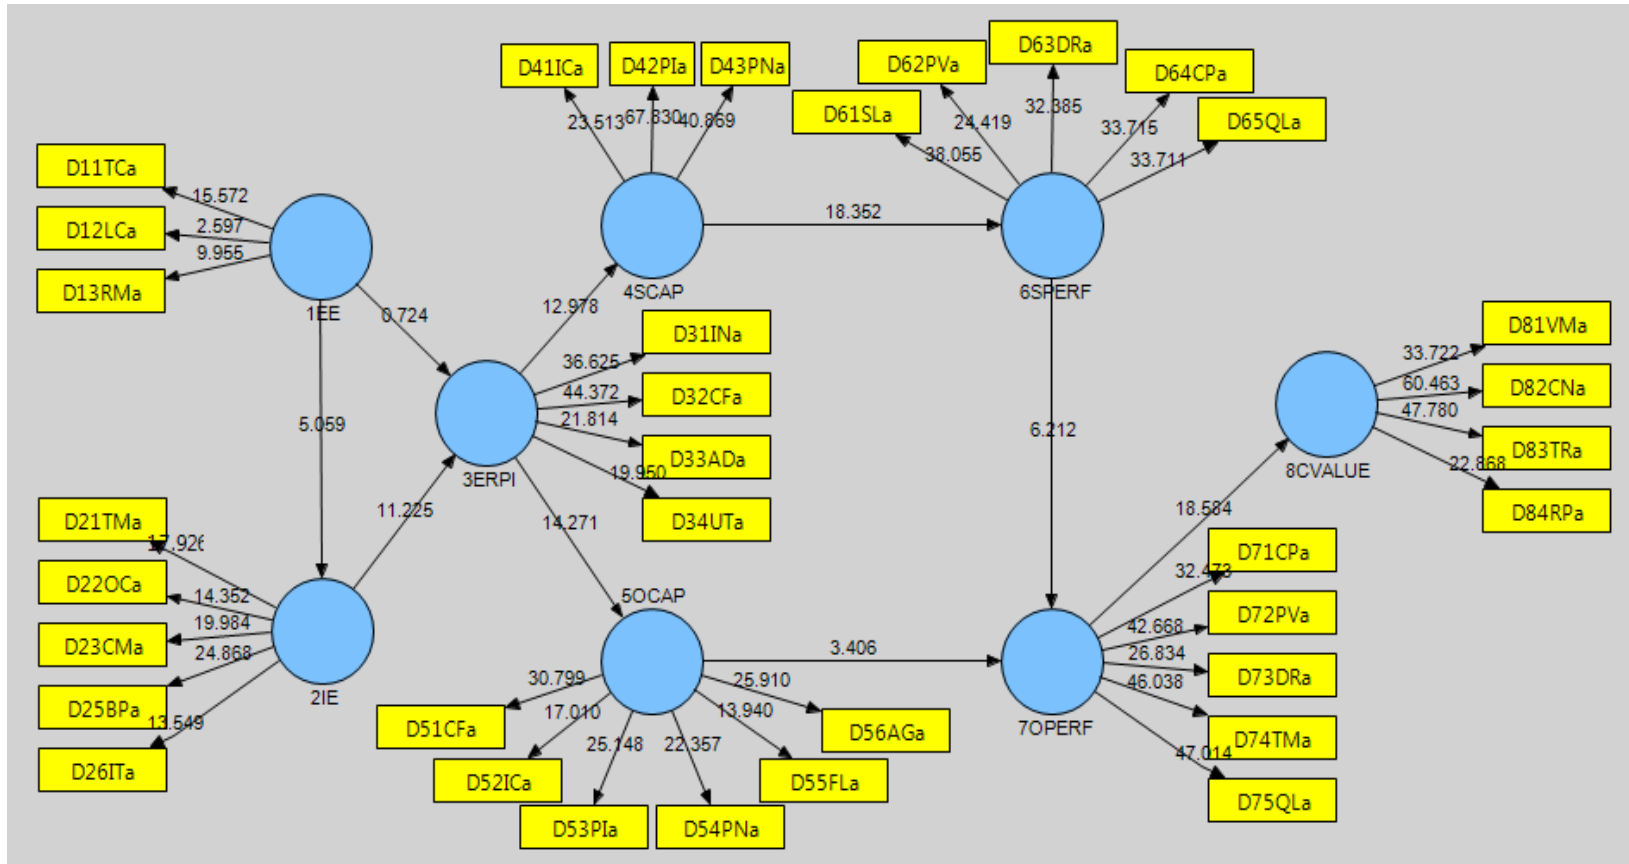 D41ICa
D42PIa
D43PNa
23.513
67.830
40.869
4SCAP
D61SLa
D62PVa
D63DRa
D64CPa
D65QLa
38.055
24.419
32.385
33.715
33.711
6SPERF
18.352
D11TCa
D12LCa
D13RMa
15.572
2.597
9.955
1EE
0.724
5.059
12.978
D31INa
D32CFa
D33ADa
D34UTa
36.625
44.372
21.814
19.950
3ERPI
11.225
14.271
6.212
D81VMa
D82CNa
D83TRa
D84RPa
33.722
60.463
47.780
22.868
8CVALUE
18.584
D21TMa
D22OCa
D23CMa
D25BPa
D26ITa
17.926
14.352
19.984
24.868
13.549
2IE
5OCAP
3.406
30.799
17.010
25.148
22.357
13.940
25.910
D51CFa
D52ICa
D53PIa
D54PNa
D55FLa
D56AGa
7OPERF
32.473
42.668
26.834
46.038
47.014
D71CPa
D72PVa
D73DRa
D74TMa
D75QLa